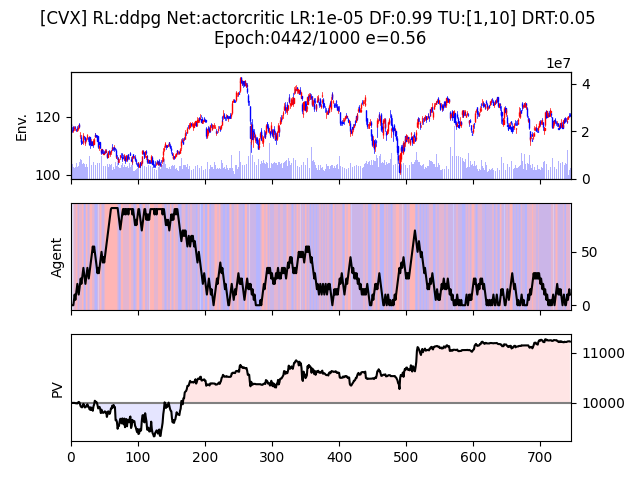 [CVX] RL:ddpg Net:actorcritic LR:1e-05 DF:0.99 TU:[1,10] DRT:0.05
Epoch:0442/1000 e=0.56
1e7
Env.
120
100
4
2
0
Agent
50
0
PV
11000
10000
0 100 200 300 400 500 600 700